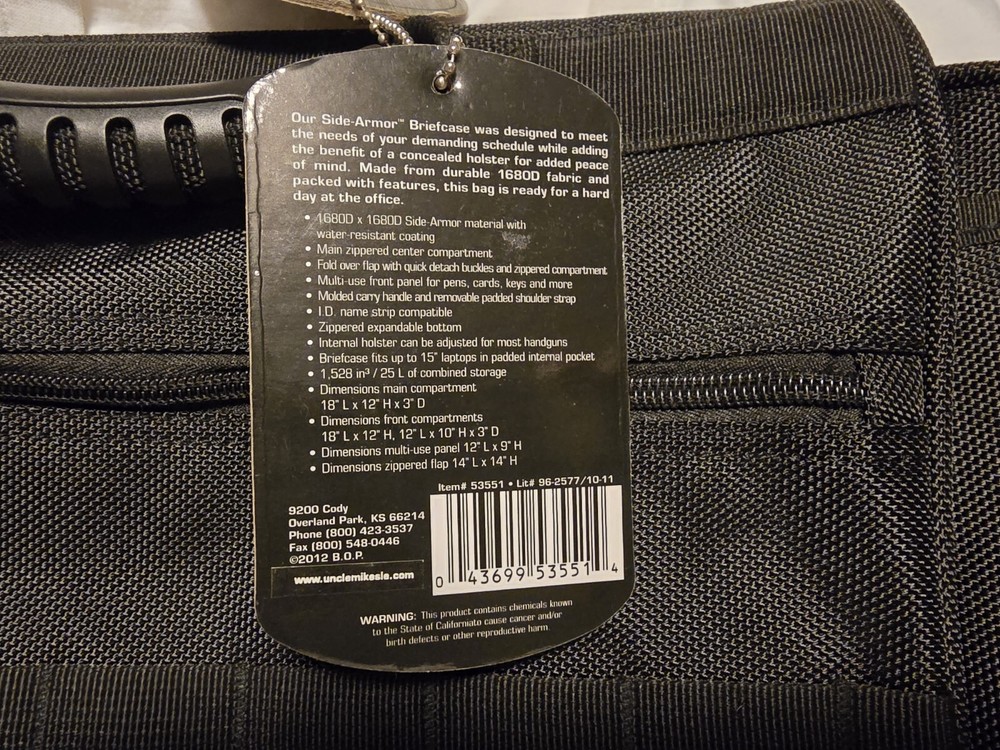 Our Side-Armor™ Briefcase was designed to meet
the needs of your demanding schedule while adding
the benefit of a concealed holster for added peace
of mind. Made from durable 1680D fabric and
packed with features, this bag is ready for a hard
day at the office.
• 1680D x 1680D Side-Armor material with
water-resistant coating
• Main zippered center compartment
• Fold over flap with quick detach buckles and zippered compartment
• Multi-use front panel for pens, cards, keys and more
• Molded carry handle and removable padded shoulder strap
• I.D. name strip compatible
• Zippered expandable bottom
• Internal holster can be adjusted for most handguns
• Briefcase fits up to 15" laptops in padded internal pocket
• 1,528 in³ / 25 L of combined storage
• Dimensions main compartment
18" L x 12" H x 3" D
• Dimensions front compartments
18" L x 12" H, 12" L x 10" H x 3" D
• Dimensions multi-use panel 12" L x 9" H
• Dimensions zippered flap 14" L x 14" H
Item# 53551 • Lit# 96-2577/10-11
9200 Cody
Overland Park, KS 66214
Phone (800) 423-3537
Fax (800) 548-0446
©2012 B.O.P.
www.unclemikesle.com
0 43699 53551 4
WARNING: This product contains chemicals known
to the State of Californiato cause cancer and/or
birth defects or other reproductive harm.